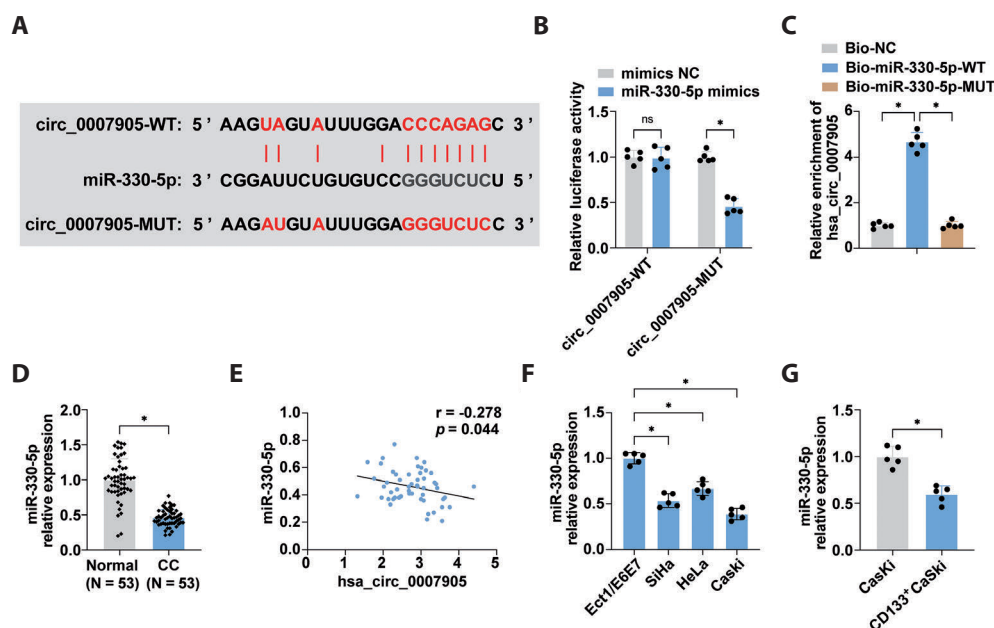 A
circ_0007905-WT: 5 ’ AAGUAGUAUUUGGACCCAGAGC 3 ’
miR-330-5p: 3 ’ CGGAUUCUGUGUCCGGGUCUCU 5 ’
circ_0007905-MUT: 5 ’ AAGAUGUAUUUGGAGGGUCUCC 3 ’
B
mimics NC
miR-330-5p mimics
Relative luciferase activity
1.5
1.0
0.5
0.0
ns
*
circ_0007905-WT
circ_0007905-MUT
C
Bio-NC
Bio-miR-330-5p-WT
Bio-miR-330-5p-MUT
Relative enrichment of
hsa_circ_0007905
6
4
2
0
*
*
D
miR-330-5p
relative expression
2.0
1.5
1.0
0.5
0.0
*
Normal
(N = 53)
CC
(N = 53)
E
miR-330-5p
1.0
0.8
0.6
0.4
0.2
0.0
r = -0.278
p = 0.044
0 1 2 3 4 5
hsa_circ_0007905
F
miR-330-5p
relative expression
1.5
1.0
0.5
0.0
*
*
*
Ect1/E6E7
SiHa
HeLa
Caski
G
miR-330-5p
relative expression
1.5
1.0
0.5
0.0
*
CasKi
CD133+CaSki